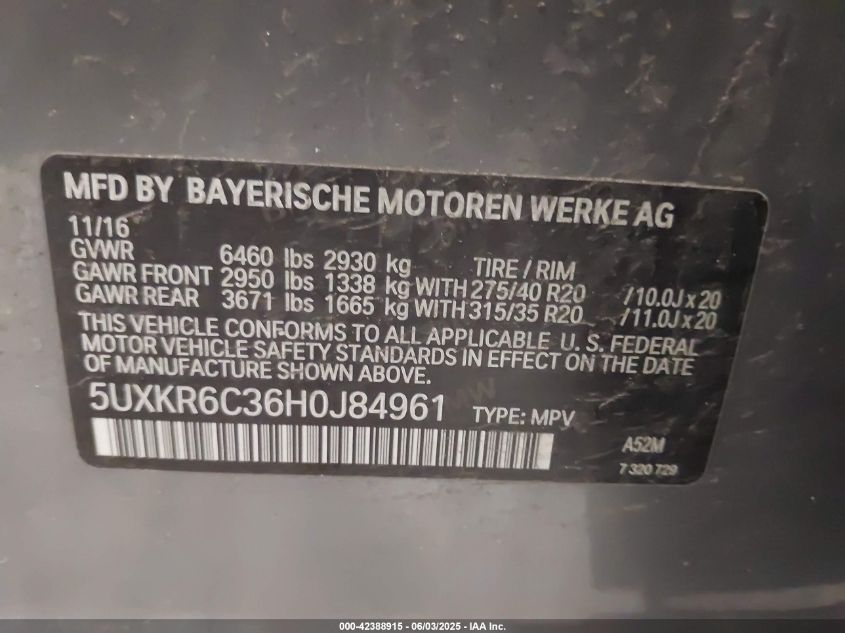 MFD BY BAYERISCHE MOTOREN WERKE AG
11/16
GVWR 6460 lbs 2930 kg TIRE / RIM
GAWR FRONT 2950 lbs 1338 kg WITH 275/40 R20 /10.0J x 20
GAWR REAR 3671 lbs 1665 kg WITH 315/35 R20 /11.0J x 20
THIS VEHICLE CONFORMS TO ALL APPLICABLE U. S. FEDERAL
MOTOR VEHICLE SAFETY STANDARDS IN EFFECT ON THE DATE
OF MANUFACTURE SHOWN ABOVE.
5UXKR6C36H0J84961 TYPE: MPV
A52M
7 320 729
000-42388915 - 06/03/2025 - IAA Inc.